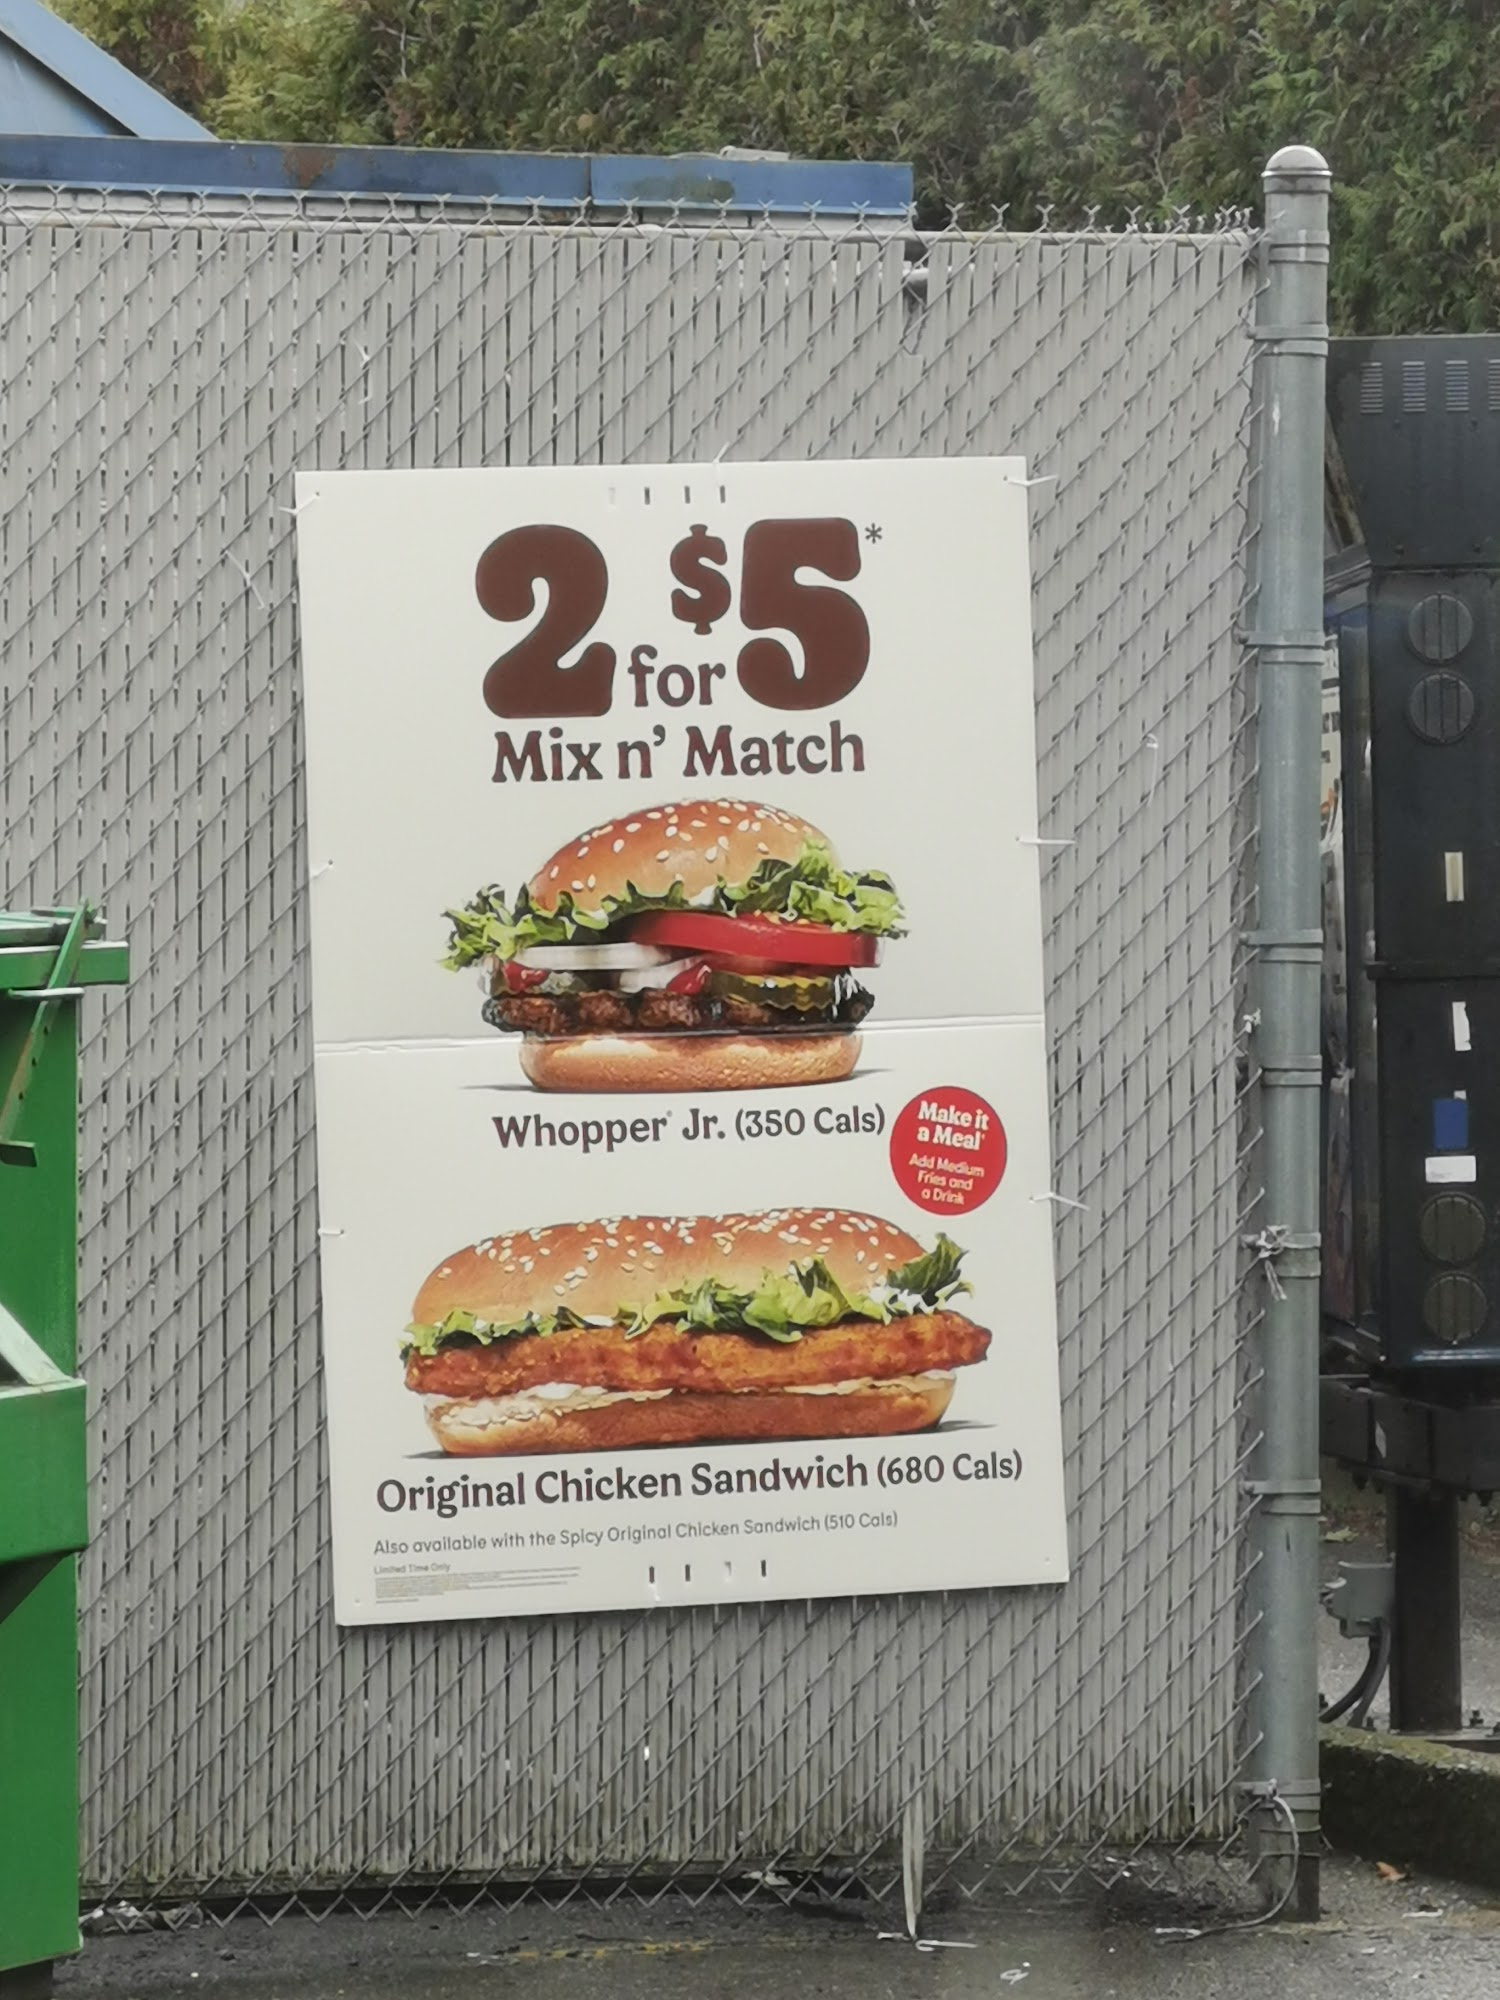 2 for $5*
Mix n' Match
Whopper® Jr. (350 Cals)
Make it
a Meal
Add Medium
Fries and
a Drink
Original Chicken Sandwich (680 Cals)
Also available with the Spicy Original Chicken Sandwich (510 Cals)
Limited Time Only